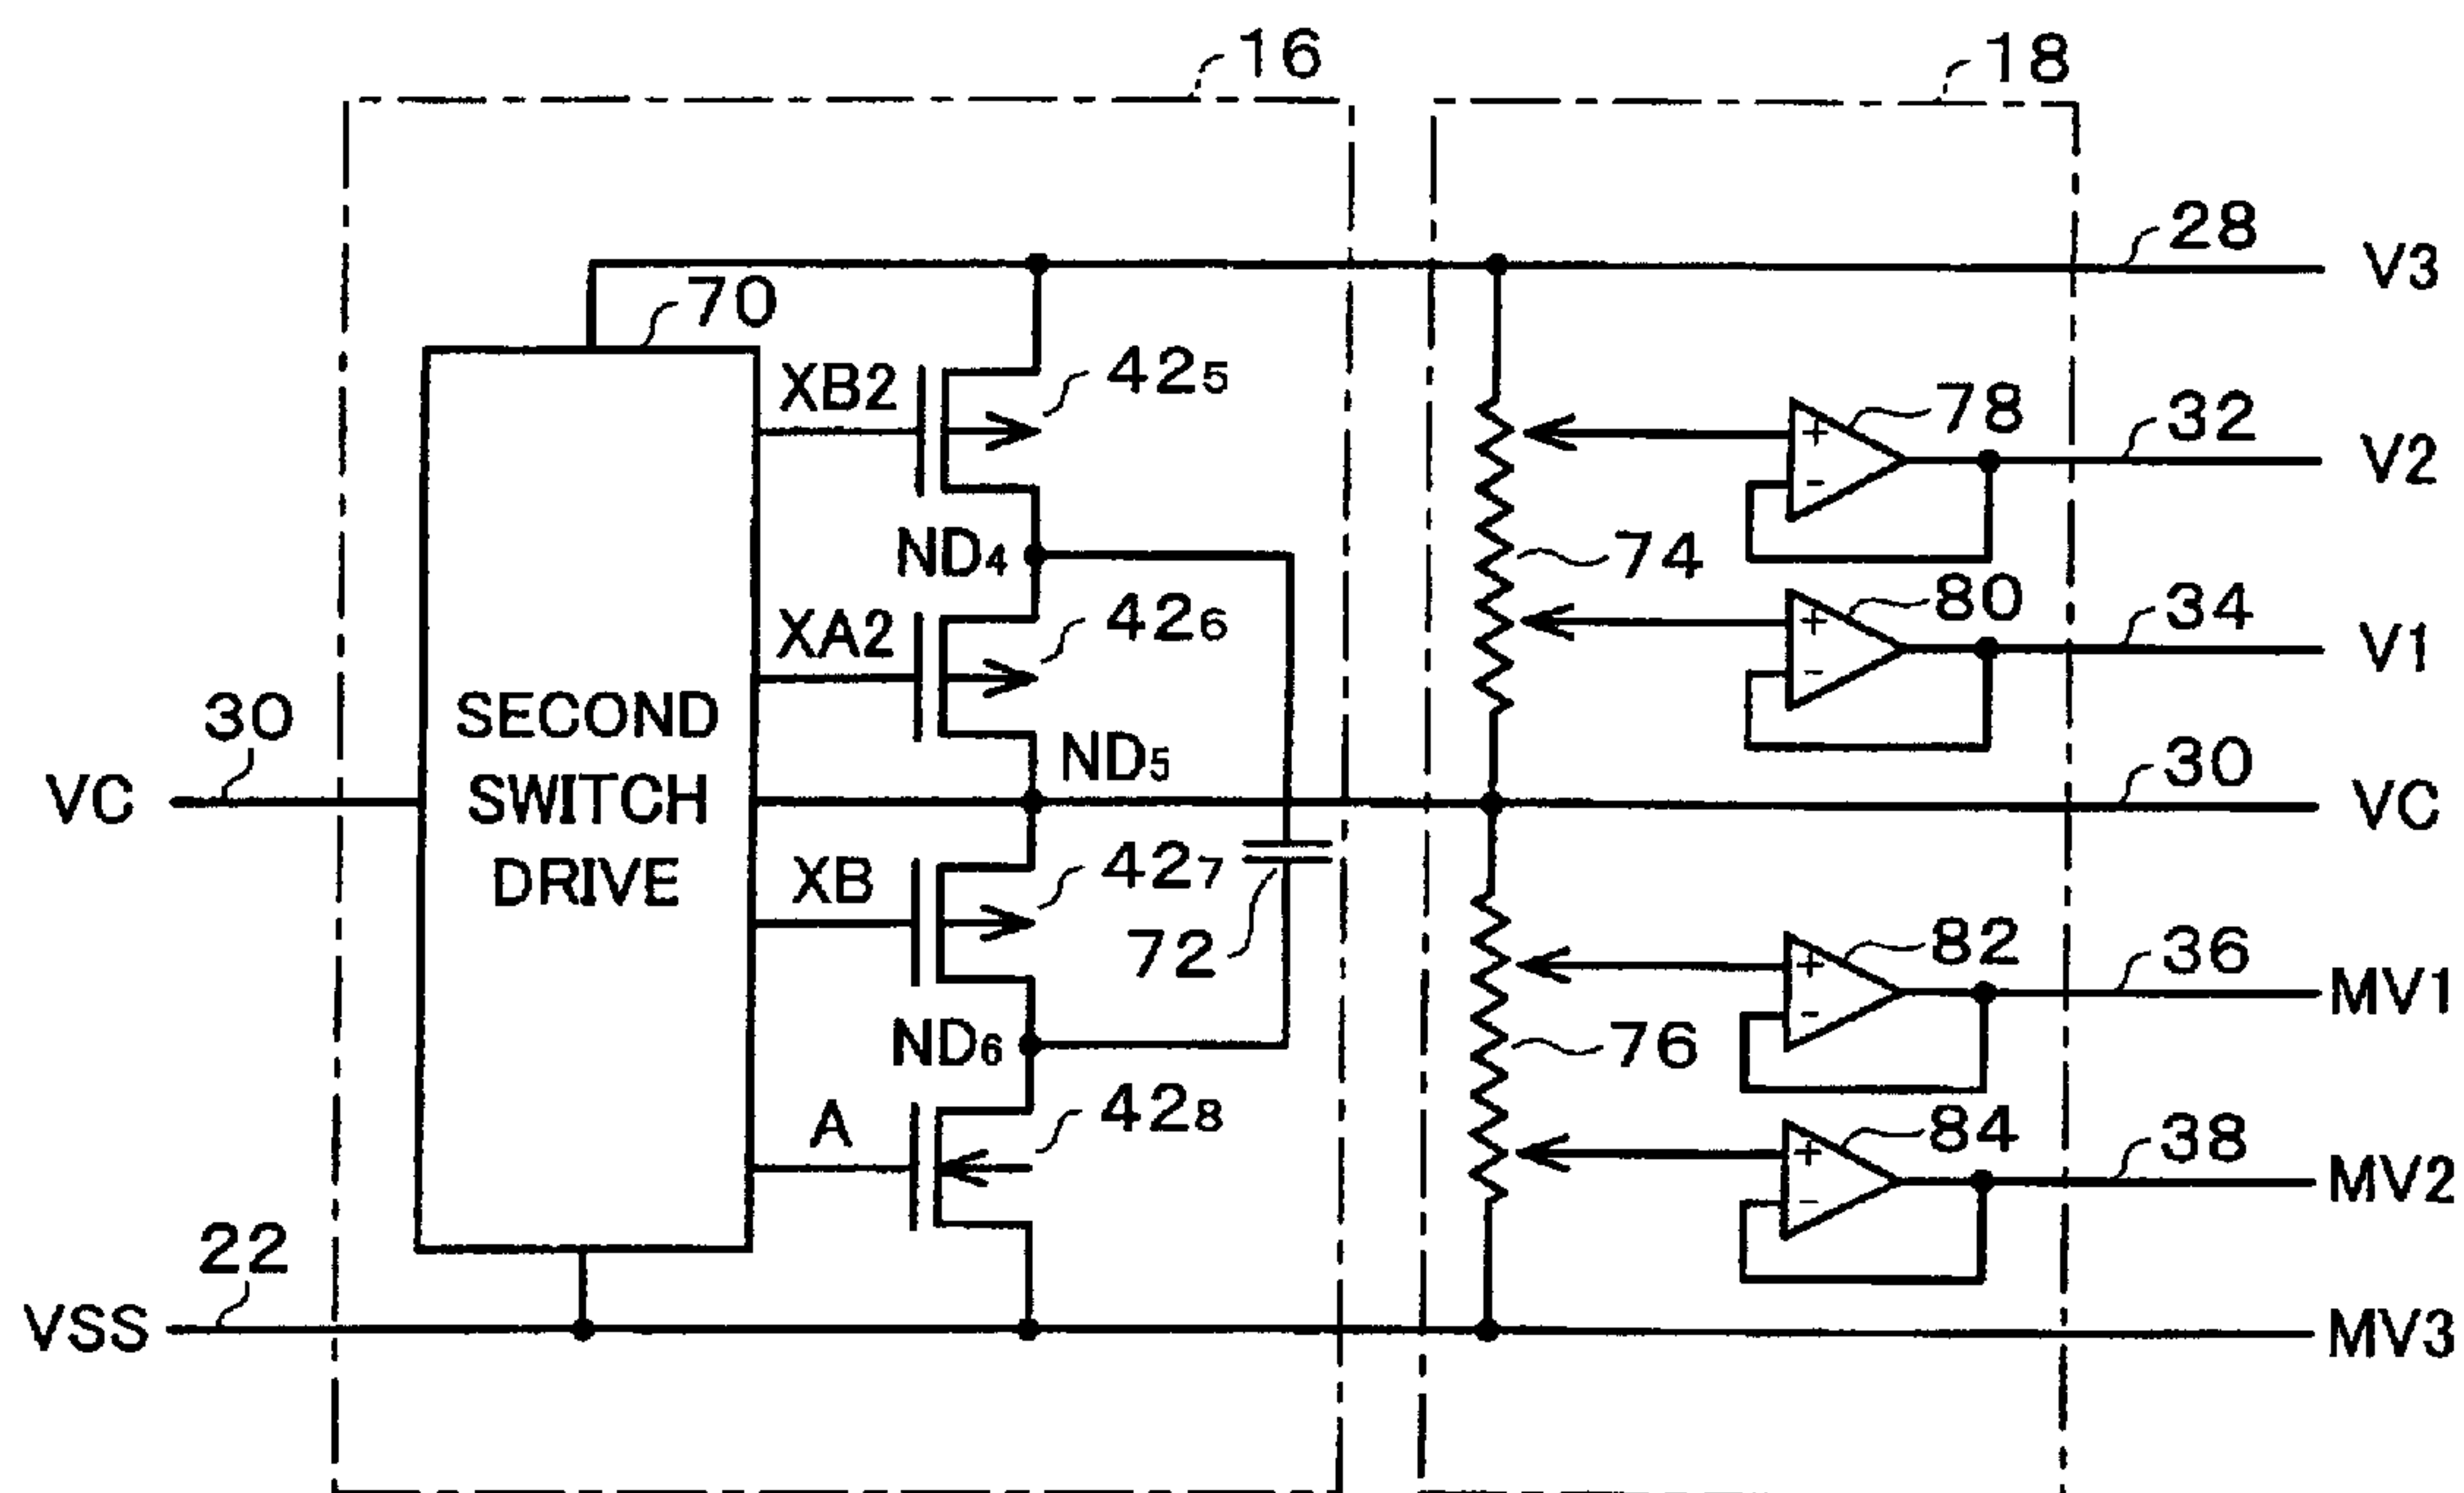 16
18
28
V3
70
XB2
42₅
78
32
V2
ND₄
74
XA2
42₆
80
34
V1
30
VC
SECOND
SWITCH
DRIVE
ND₅
30
VC
XB
42₇
72
82
36
MV1
ND₆
76
A
42₈
84
38
MV2
22
VSS
MV3
+
-
+
-
+
-
+
-